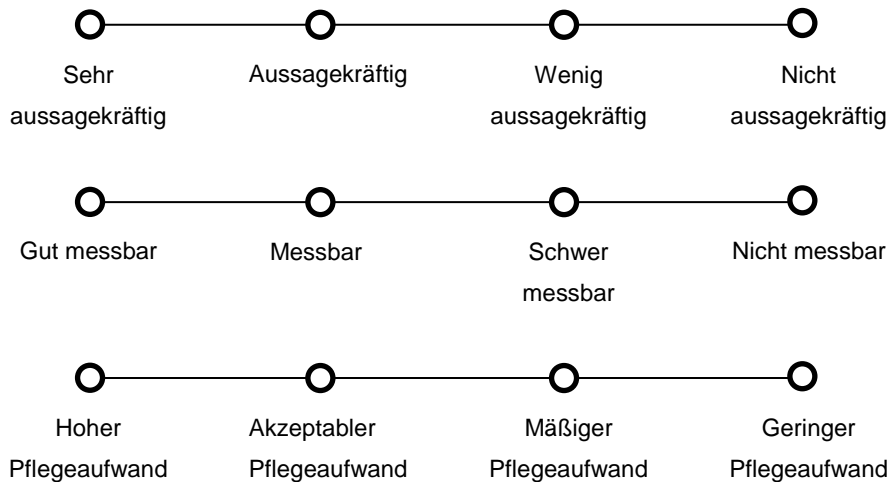 Sehr Aussagekräftig Wenig Nicht
aussagekräftig aussagekräftig aussagekräftig
Gut messbar Messbar Schwer Nicht messbar
messbar
Hoher Akzeptabler Mäßiger Geringer
Pflegeaufwand Pflegeaufwand Pflegeaufwand Pflegeaufwand